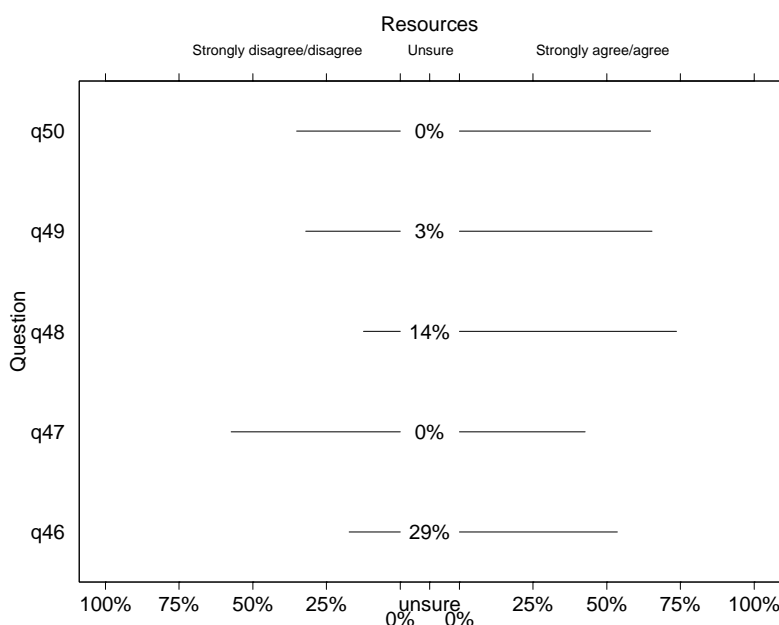 Resources
Strongly disagree/disagree Unsure Strongly agree/agree
q50 0%
q49 3%
q48 14%
q47 0%
q46 29%
Question
100% 75% 50% 25% unsure 25% 50% 75% 100%
0% 0%